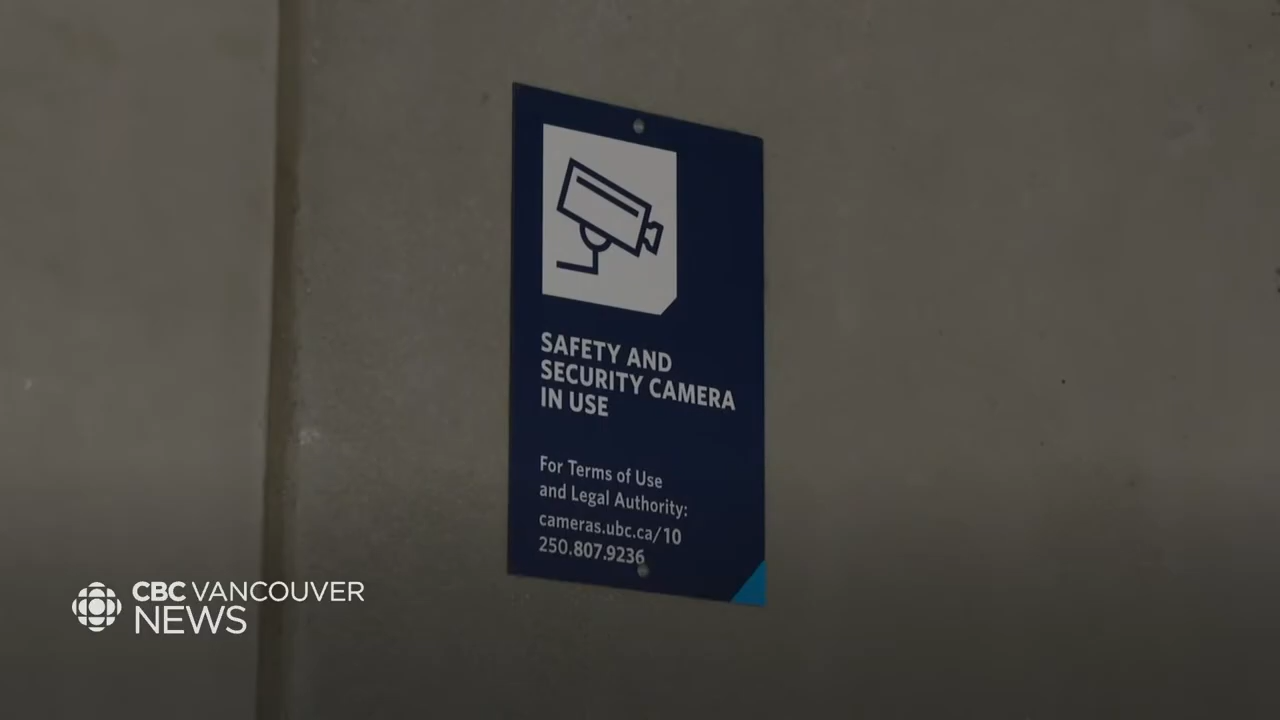 SAFETY AND
SECURITY CAMERA
IN USE
For Terms of Use
and Legal Authority:
cameras.ubc.ca/10
250.807.9236
CBC VANCOUVER
NEWS